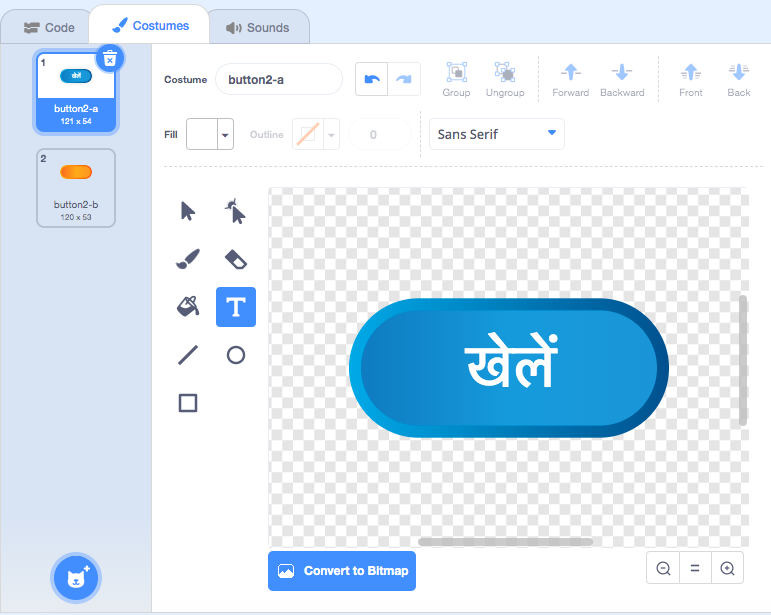 Code
Costumes
Sounds
1
button2-a
121 x 54
2
button2-b
120 x 53
Costume
button2-a
Group
Ungroup
Forward
Backward
Front
Back
Fill
Outline
0
Sans Serif
T
खेलें
Convert to Bitmap